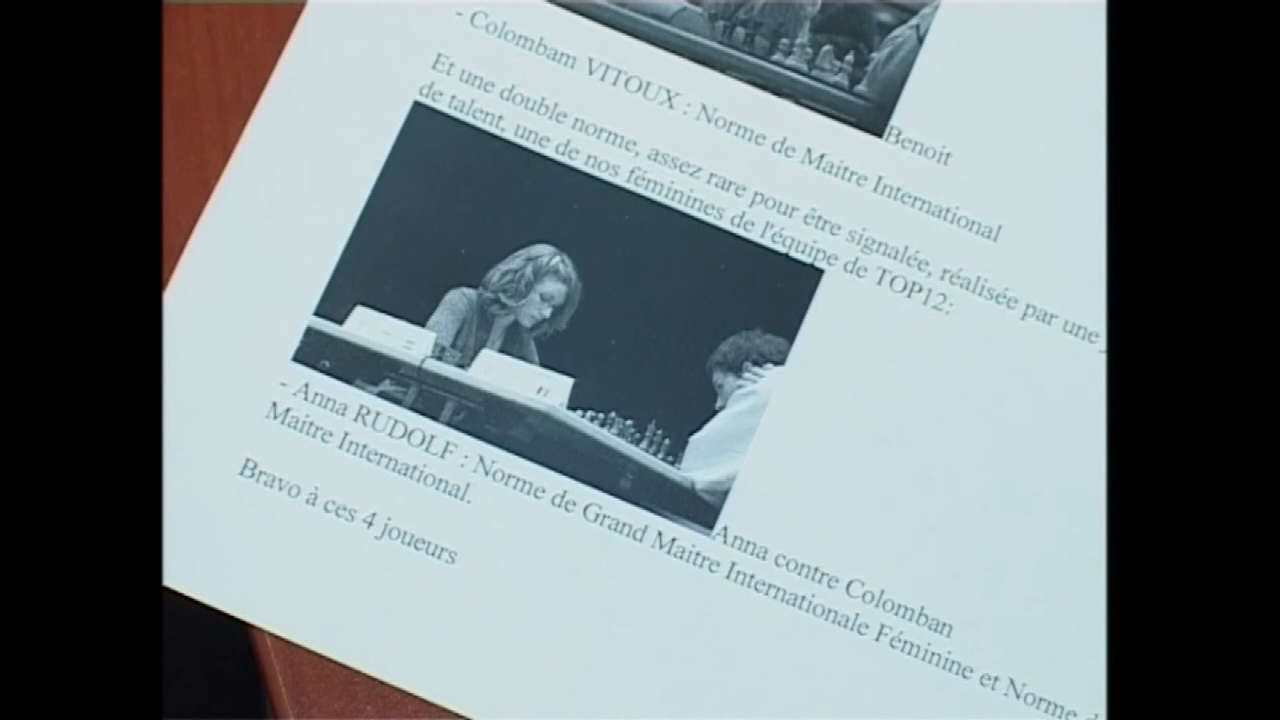 Benoit
- Colombam VITOUX : Norme de Maitre International
Et une double norme, assez rare pour être signalée, réalisée par une
de talent, une de nos féminines de l'équipe de TOP12:
Anna contre Colomban
- Anna RUDOLF : Norme de Grand Maitre Internationale Féminine et Norme d
Maitre International.
Bravo à ces 4 joueurs